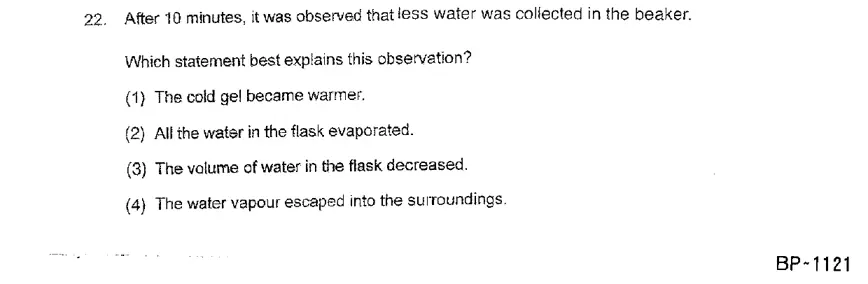 22. After 10 minutes, it was observed that less water was collected in the beaker.
Which statement best explains this observation?
(1) The cold gel became warmer.
(2) All the water in the flask evaporated.
(3) The volume of water in the flask decreased.
(4) The water vapour escaped into the surroundings.
BP~1121